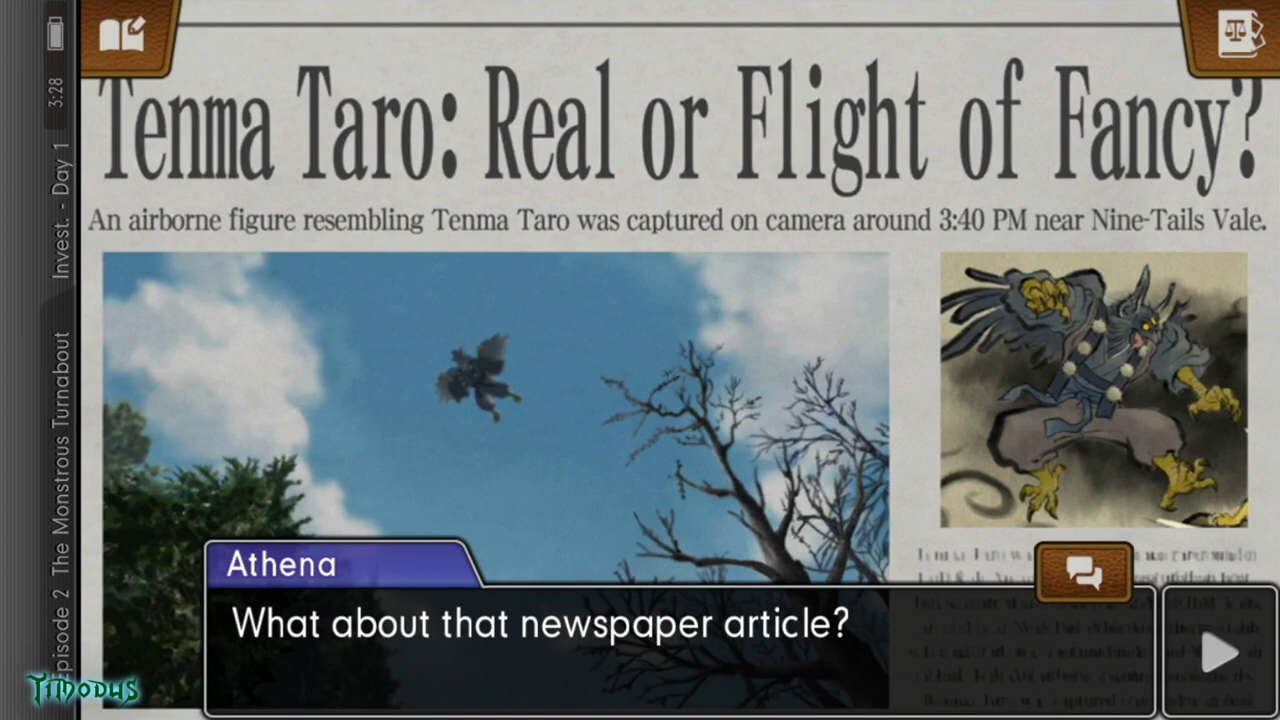 3:28
Invest. - Day 1
Episode 2 The Monstrous Turnabout
Tenma Taro: Real or Flight of Fancy?
An airborne figure resembling Tenma Taro was captured on camera around 3:40 PM near Nine-Tails Vale.
Athena
What about that newspaper article?
TimodUS